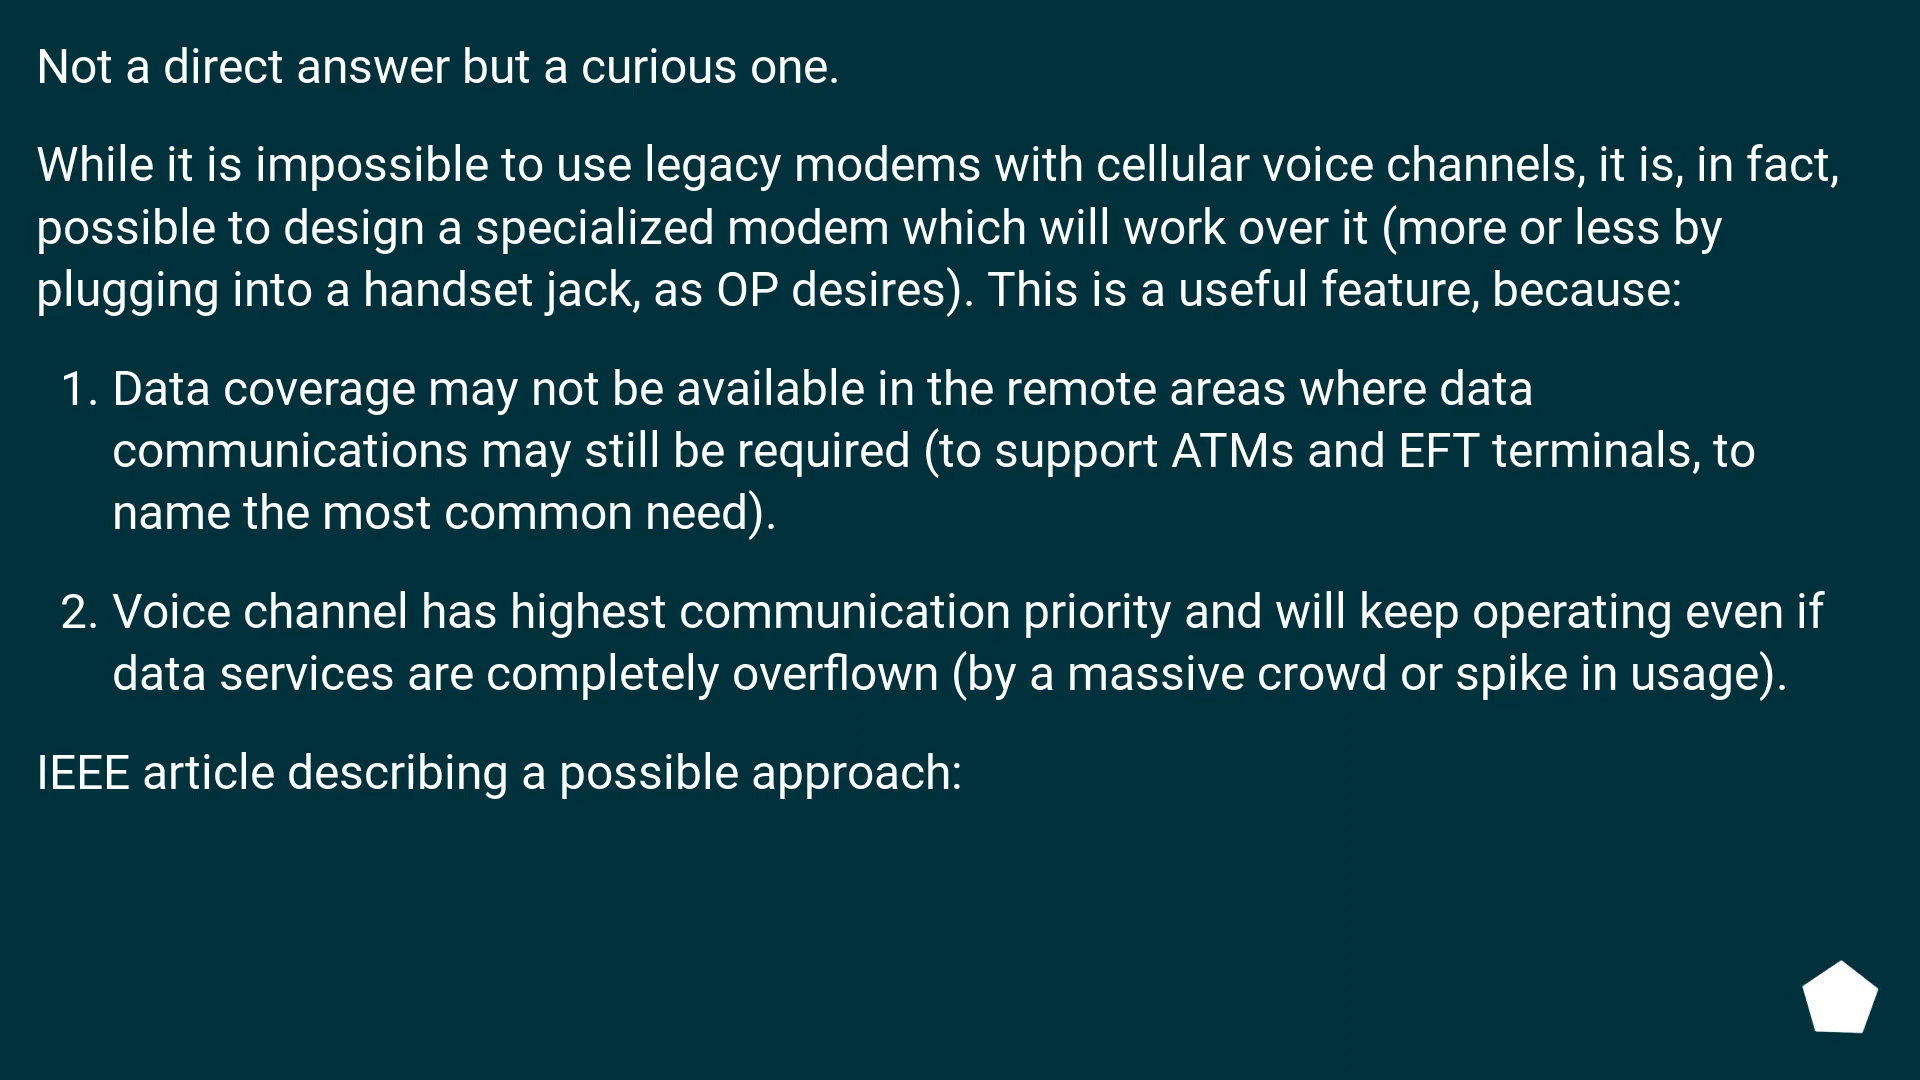 Not a direct answer but a curious one.
While it is impossible to use legacy modems with cellular voice channels, it is, in fact,
possible to design a specialized modem which will work over it (more or less by
plugging into a handset jack, as OP desires). This is a useful feature, because:
1. Data coverage may not be available in the remote areas where data
communications may still be required (to support ATMs and EFT terminals, to
name the most common need).
2. Voice channel has highest communication priority and will keep operating even if
data services are completely overflown (by a massive crowd or spike in usage).
IEEE article describing a possible approach: